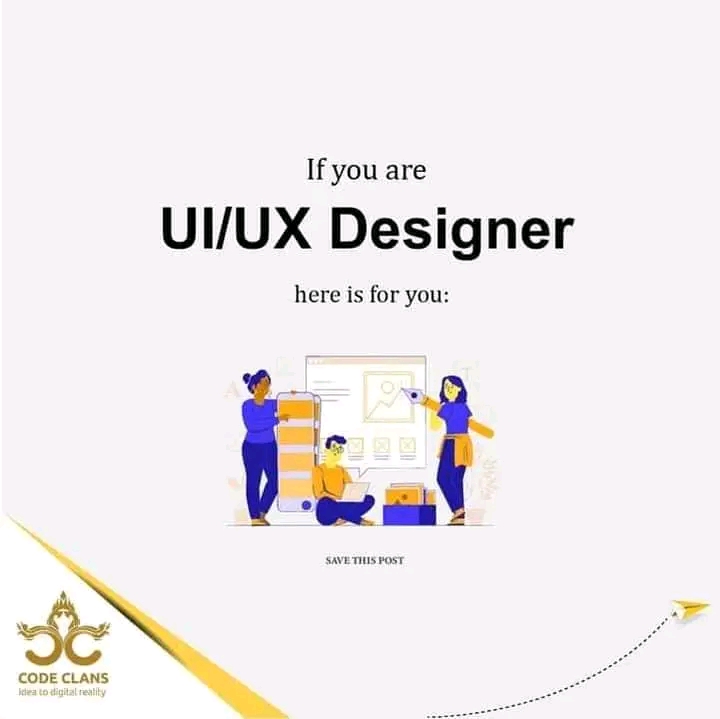 If you are
UI/UX Designer
here is for you:
SAVE THIS POST
CODE CLANS
Idea to digital reality